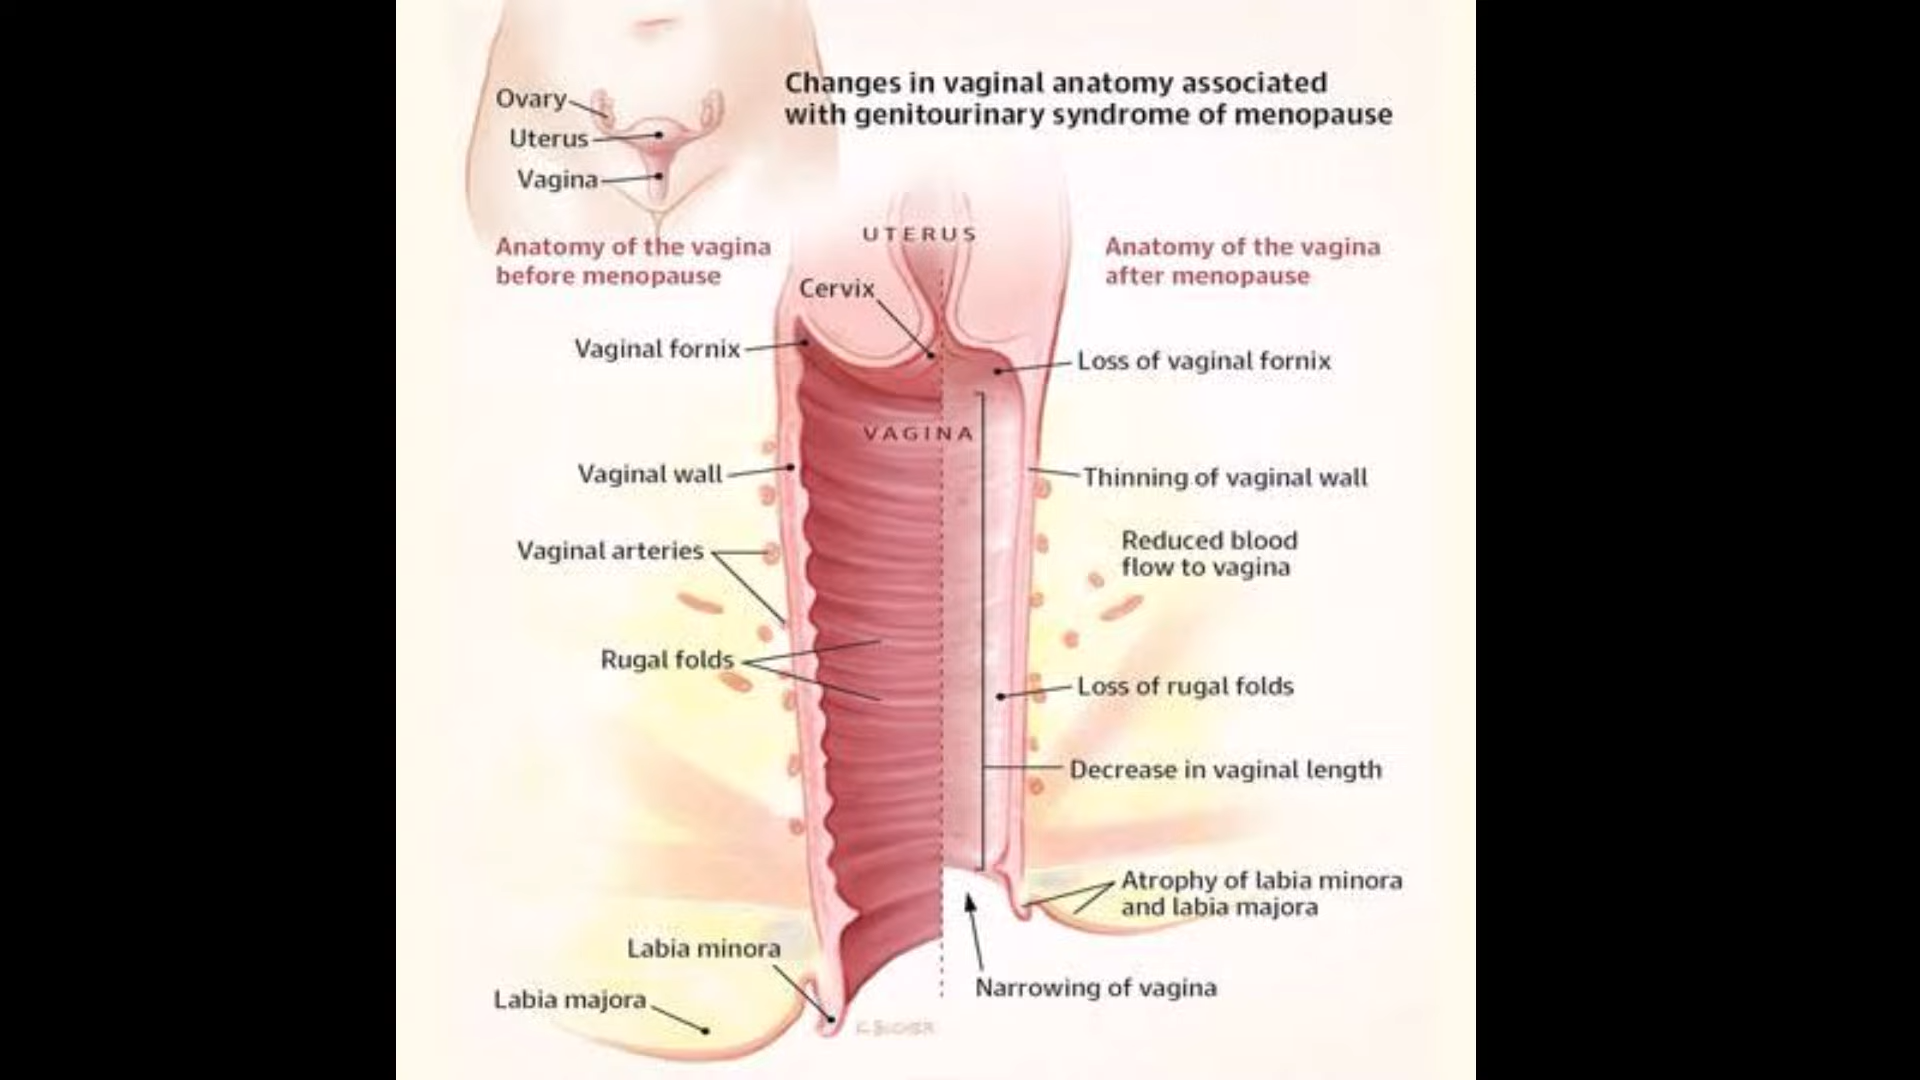 Changes in vaginal anatomy associated
with genitourinary syndrome of menopause
Ovary
Uterus
Vagina
Anatomy of the vagina
before menopause
UTERUS
Anatomy of the vagina
after menopause
Cervix
Vaginal fornix
Loss of vaginal fornix
VAGINA
Vaginal wall
Thinning of vaginal wall
Vaginal arteries
Reduced blood
flow to vagina
Rugal folds
Loss of rugal folds
Decrease in vaginal length
Atrophy of labia minora
and labia majora
Labia minora
Labia majora
Narrowing of vagina